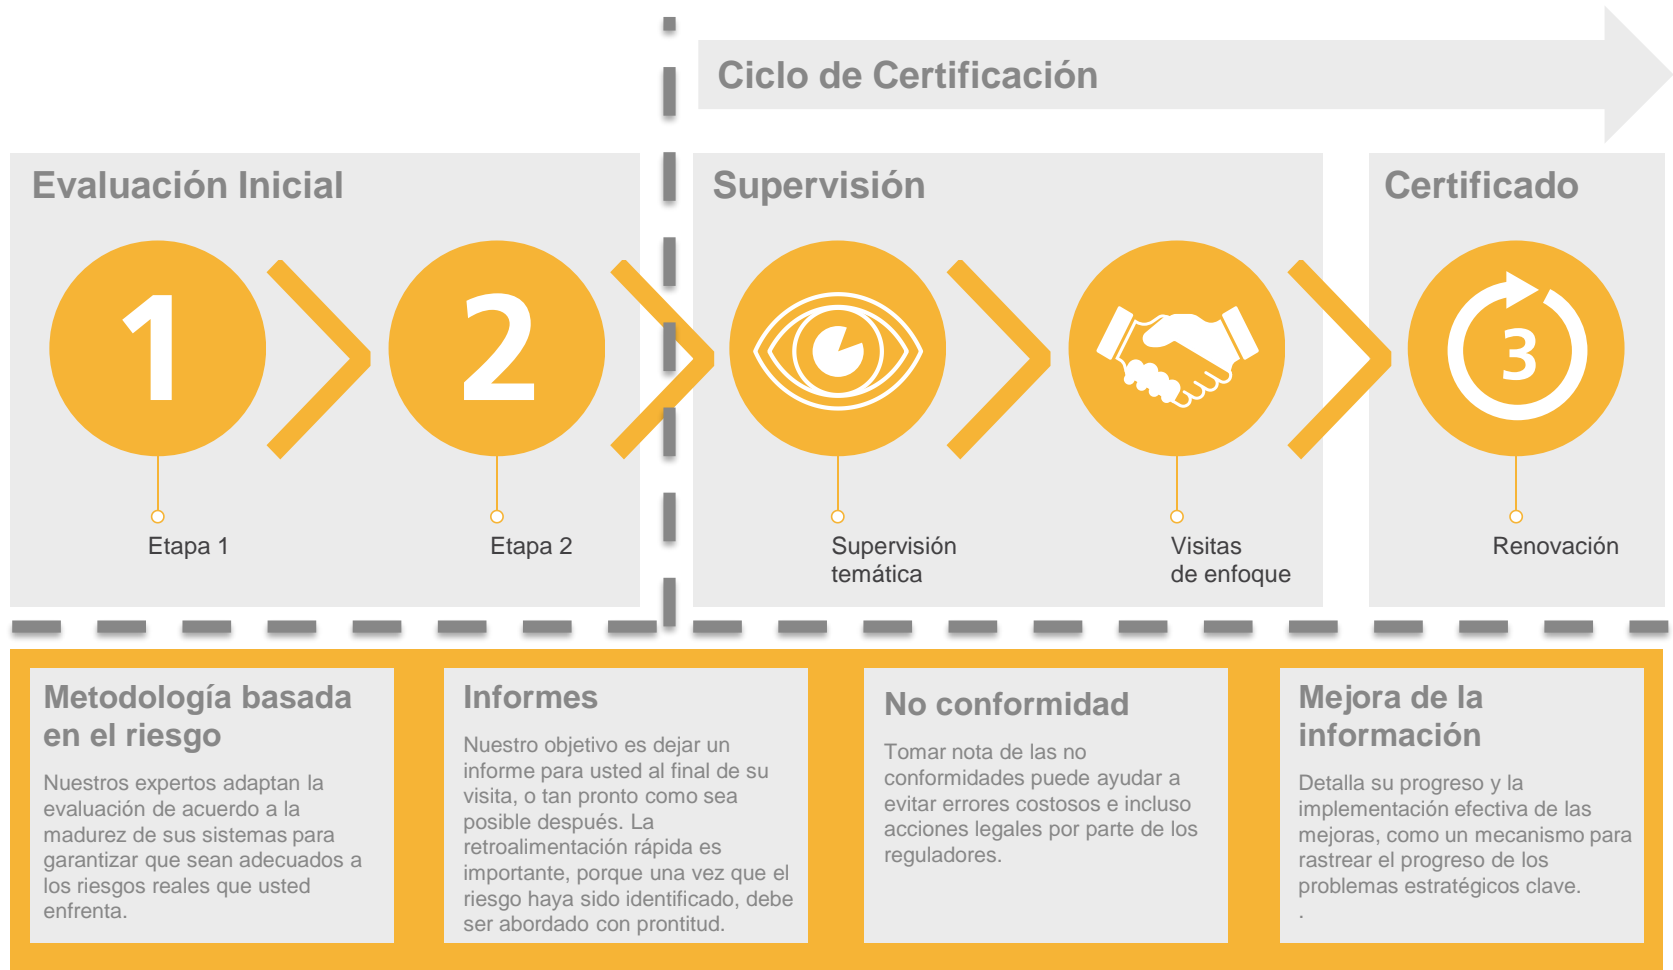 Ciclo de Certificación
Evaluación Inicial
1
2
Etapa 1
Etapa 2
Supervisión
Supervisión
temática
Visitas
de enfoque
Certificado
3
Renovación
Metodología basada
en el riesgo
Nuestros expertos adaptan la
evaluación de acuerdo a la
madurez de sus sistemas para
garantizar que sean adecuados a
los riesgos reales que usted
enfrenta.
Informes
Nuestro objetivo es dejar un
informe para usted al final de su
visita, o tan pronto como sea
posible después. La
retroalimentación rápida es
importante, porque una vez que el
riesgo haya sido identificado, debe
ser abordado con prontitud.
No conformidad
Tomar nota de las no
conformidades puede ayudar a
evitar errores costosos e incluso
acciones legales por parte de los
reguladores.
Mejora de la
información
Detalla su progreso y la
implementación efectiva de las
mejoras, como un mecanismo para
rastrear el progreso de los
problemas estratégicos clave.
.